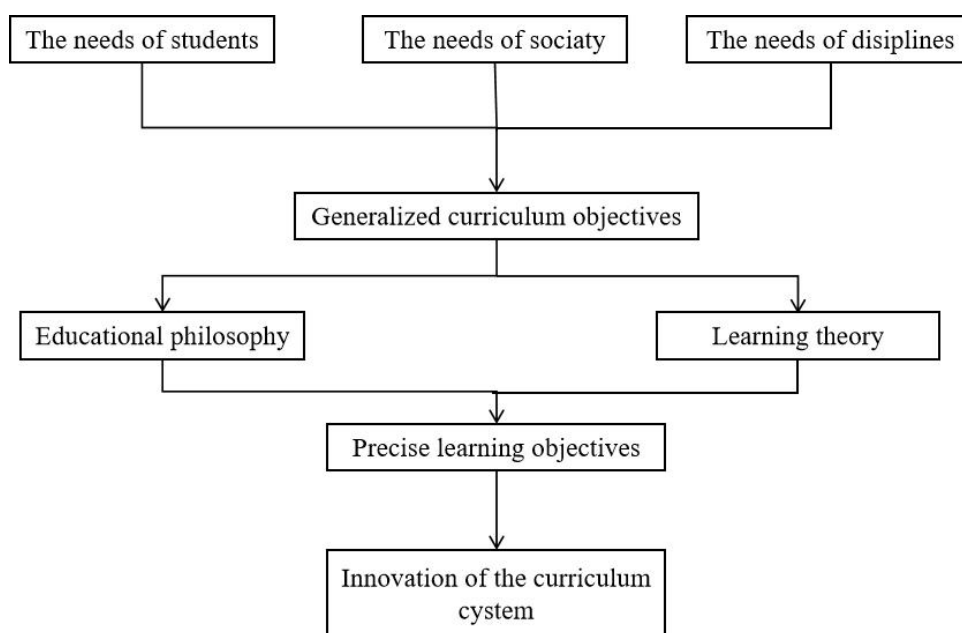 The needs of students
The needs of sociaty
The needs of disiplines
Generalized curriculum objectives
Educational philosophy
Learning theory
Precise learning objectives
Innovation of the curriculum
cystem